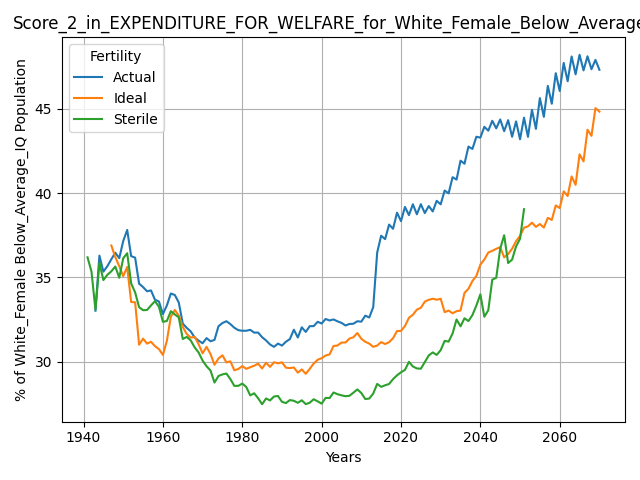 Score_2_in_EXPENDITURE_FOR_WELFARE_for_White_Female_Below_Average
Fertility
Actual
Ideal
Sterile
% of White_Female Below_Average_IQ Population
45
40
35
30
1940 1960 1980 2000 2020 2040 2060
Years